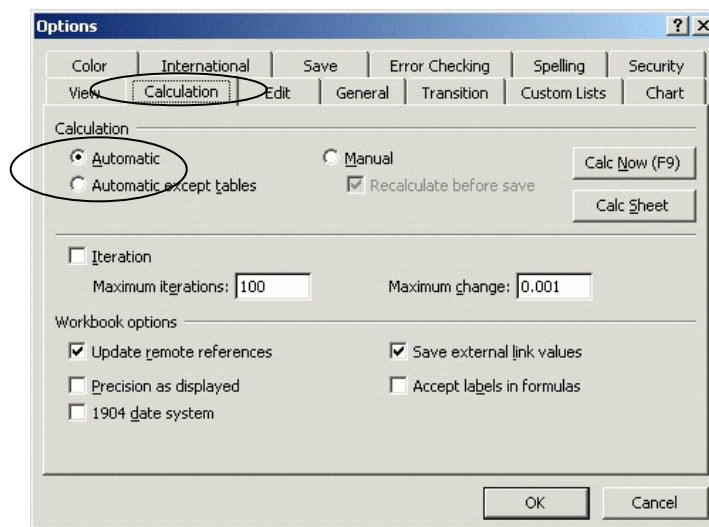 Options
Color International Save Error Checking Spelling Security
View Calculation Edit General Transition Custom Lists Chart
Calculation
Automatic Manual Calc Now (F9)
Automatic except tables Recalculate before save
Calc Sheet
Iteration
Maximum iterations: 100 Maximum change: 0.001
Workbook options
Update remote references Save external link values
Precision as displayed Accept labels in formulas
1904 date system
OK Cancel